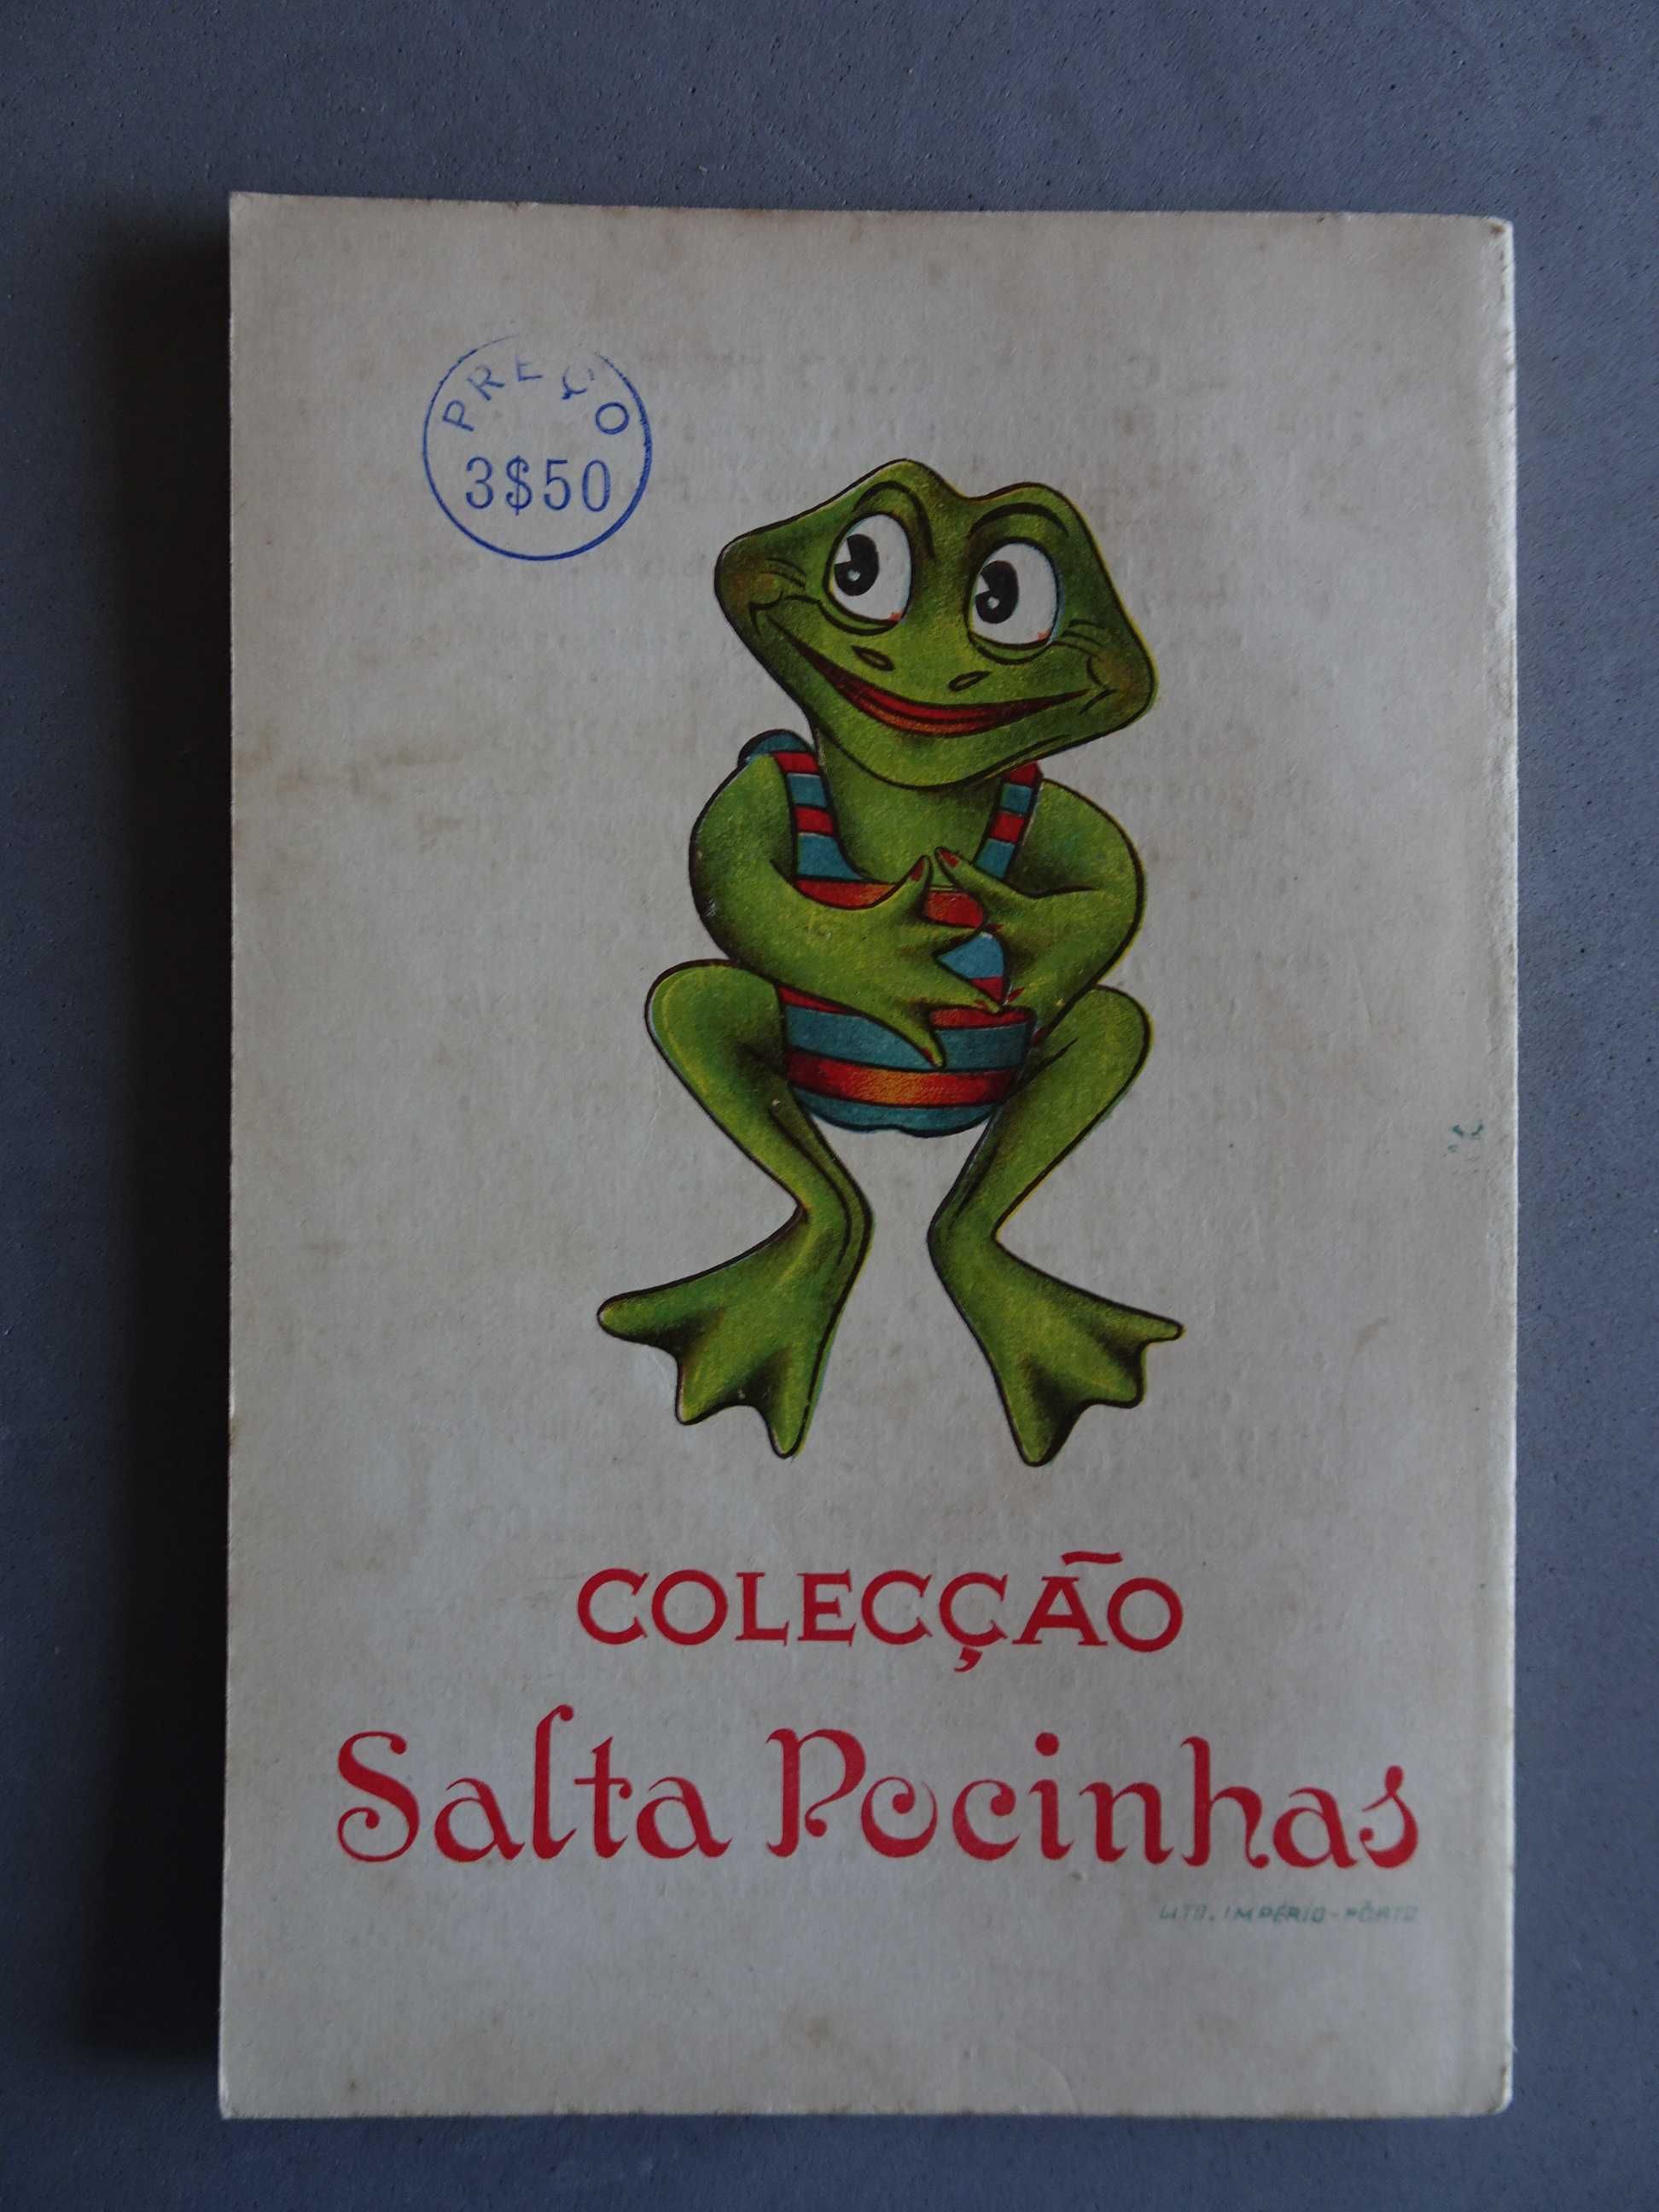 PREÇO
3$50
COLECÇÃO
Salta Pocinhas
LITO. IMPÉRIO-PÔRTO